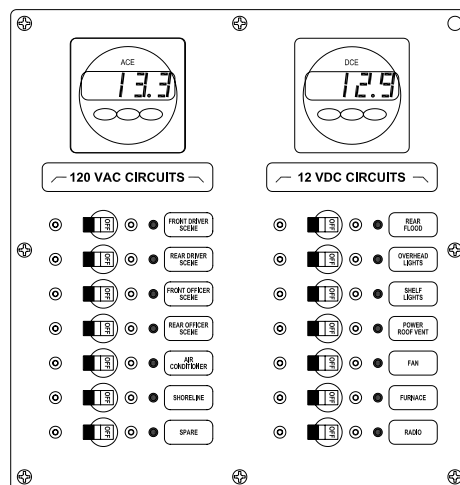 ACE
13.3
DCE
12.9
120 VAC CIRCUITS
12 VDC CIRCUITS
OFF
FRONT DRIVER
SCENE
OFF
REAR DRIVER
SCENE
OFF
FRONT OFFICER
SCENE
OFF
REAR OFFICER
SCENE
OFF
AIR
CONDITIONER
OFF
SHORELINE
OFF
SPARE
OFF
REAR
FLOOD
OFF
OVERHEAD
LIGHTS
OFF
SHELF
LIGHTS
OFF
POWER
ROOF VENT
OFF
FAN
OFF
FURNACE
OFF
RADIO